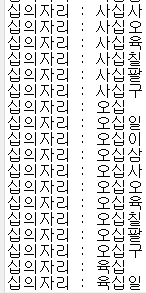 십의자리 : 사십사
십의자리 : 사십오
십의자리 : 사십육
십의자리 : 사십칠
십의자리 : 사십팔
십의자리 : 사십구
십의자리 : 오십
십의자리 : 오십일
십의자리 : 오십이
십의자리 : 오십삼
십의자리 : 오십사
십의자리 : 오십오
십의자리 : 오십육
십의자리 : 오십칠
십의자리 : 오십팔
십의자리 : 오십구
십의자리 : 육십
십의자리 : 육십일